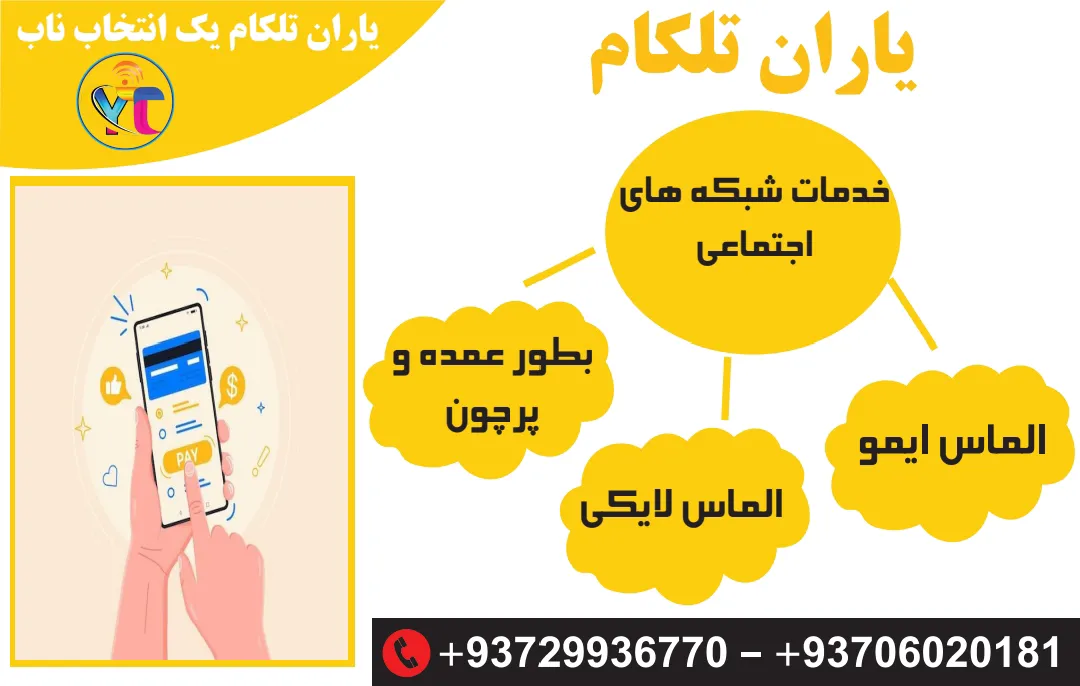 یاران تلکام یک انتخاب ناب
YT
یاران تلکام
خدمات شبکه های
اجتماعی
بطور عمده و
پرچون
الماس لایکی
الماس ایمو
PAY
$
+93729936770 – +93706020181